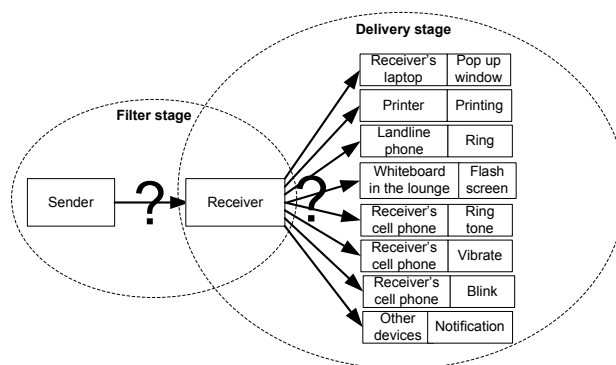 Delivery stage
Filter stage
Sender
?
Receiver
?
Receiver's
laptop
Pop up
window
Printer
Printing
Landline
phone
Ring
Whiteboard
in the lounge
Flash
screen
Receiver's
cell phone
Ring
tone
Receiver's
cell phone
Vibrate
Receiver's
cell phone
Blink
Other
devices
Notification